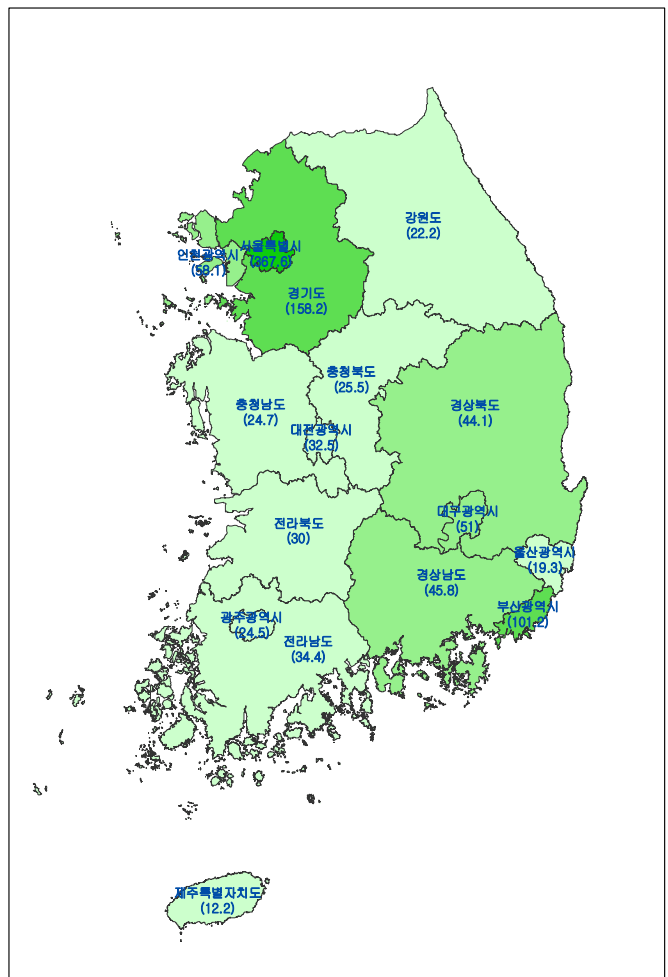 강원도
(22.2)
서울특별시
(367.6)
인천광역시
(58.1)
경기도
(158.2)
충청북도
(25.5)
충청남도
(24.7)
경상북도
(44.1)
대전광역시
(32.5)
대구광역시
(51)
전라북도
(30)
울산광역시
(19.3)
경상남도
(45.8)
부산광역시
(101.2)
광주광역시
(24.5)
전라남도
(34.4)
제주특별자치도
(12.2)